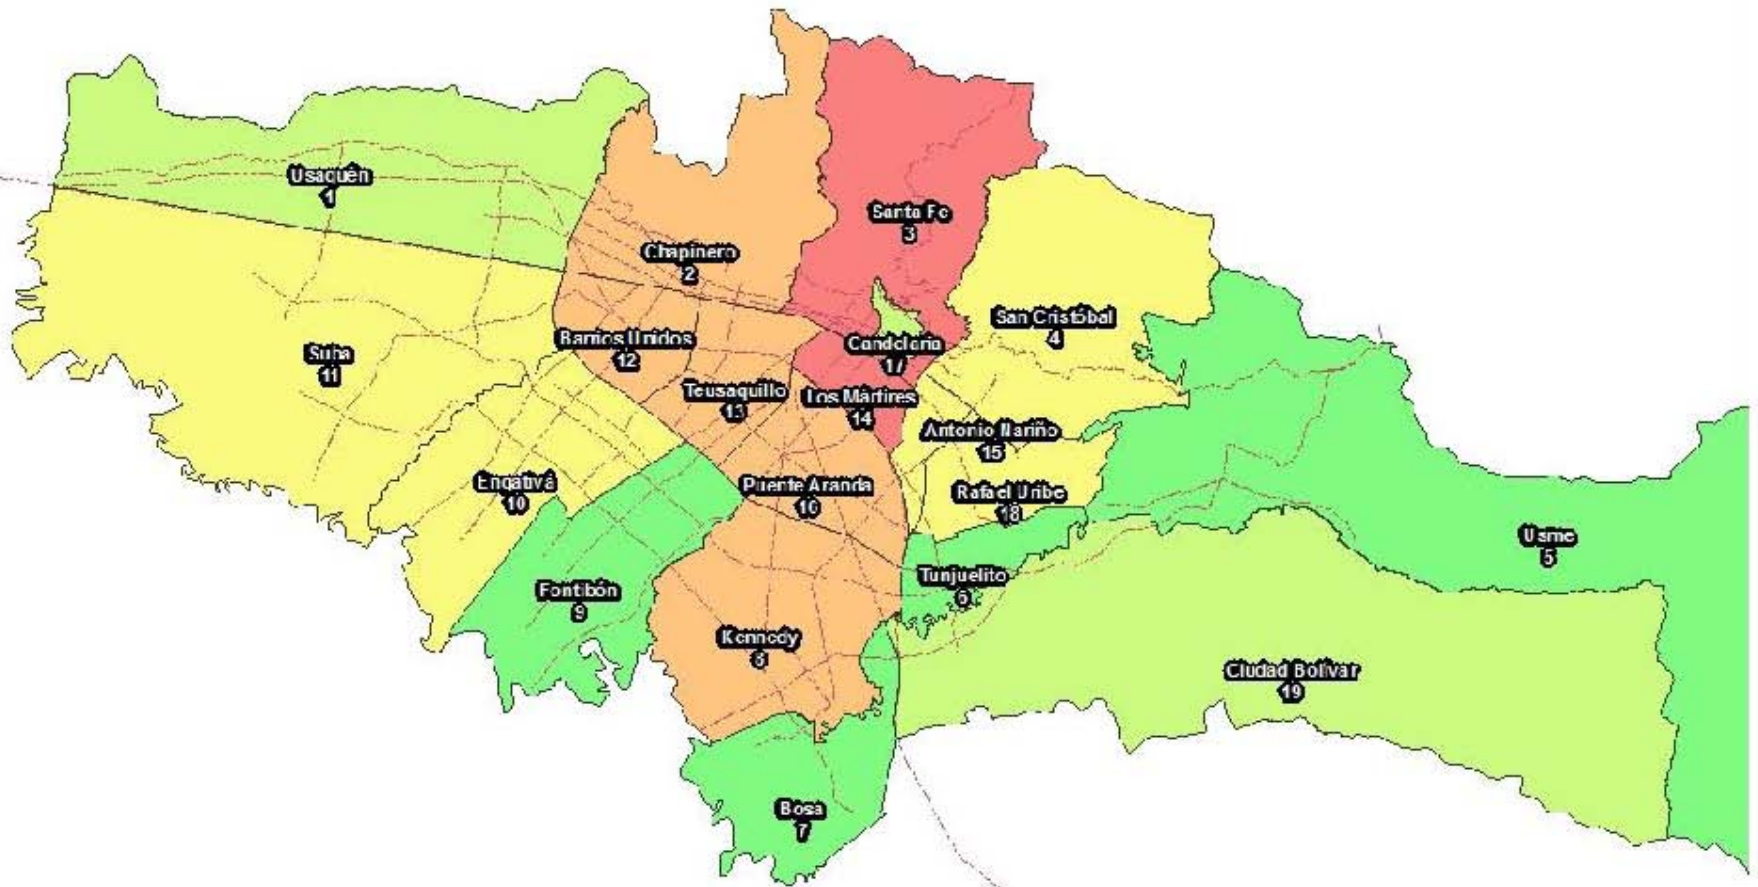 Usaquén
1
Chapinero
2
Santa Fe
3
San Cristóbal
4
Barrios Unidos
12
Candelaria
17
Suba
11
Teusaquillo
13
Los Mártires
14
Antonio Nariño
15
Engativá
10
Puente Aranda
16
Rafael Uribe
18
Usme
5
Fontibón
9
Tunjuelito
6
Kennedy
8
Ciudad Bolívar
19
Bosa
7